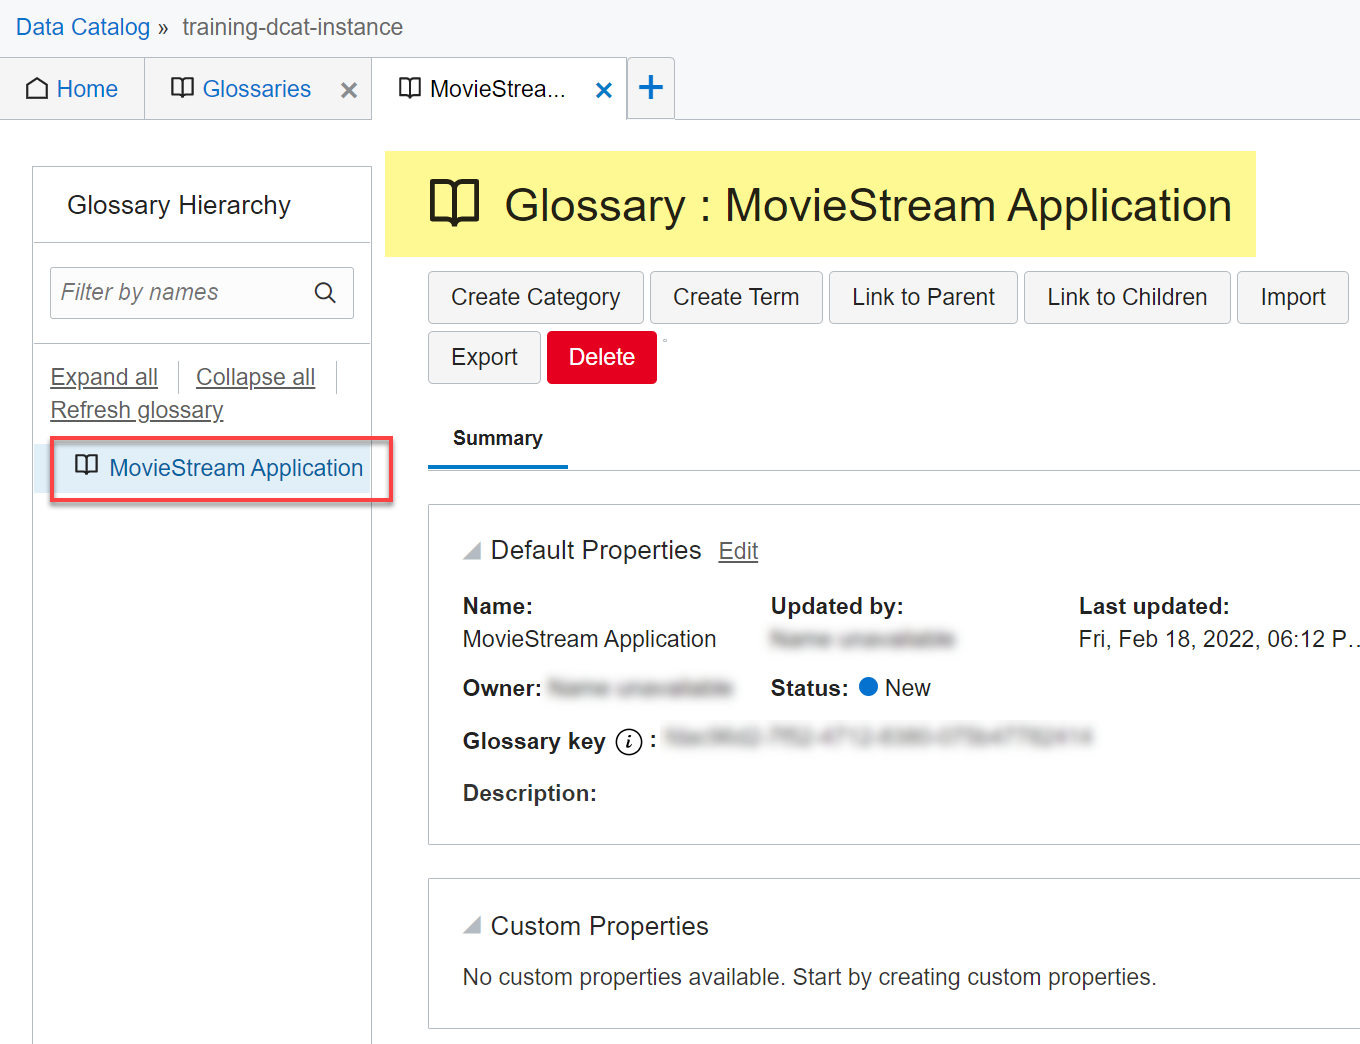 Data Catalog » training-dcat-instance
Home
Glossaries
MovieStrea...
Glossary Hierarchy
Filter by names
Expand all
Collapse all
Refresh glossary
MovieStream Application
Glossary : MovieStream Application
Create Category
Create Term
Link to Parent
Link to Children
Import
Export
Delete
Summary
Default Properties Edit
Name:
MovieStream Application
Updated by:
Last updated:
Fri, Feb 18, 2022, 06:12 P...
Owner:
Status: New
Glossary key :
Description:
Custom Properties
No custom properties available. Start by creating custom properties.